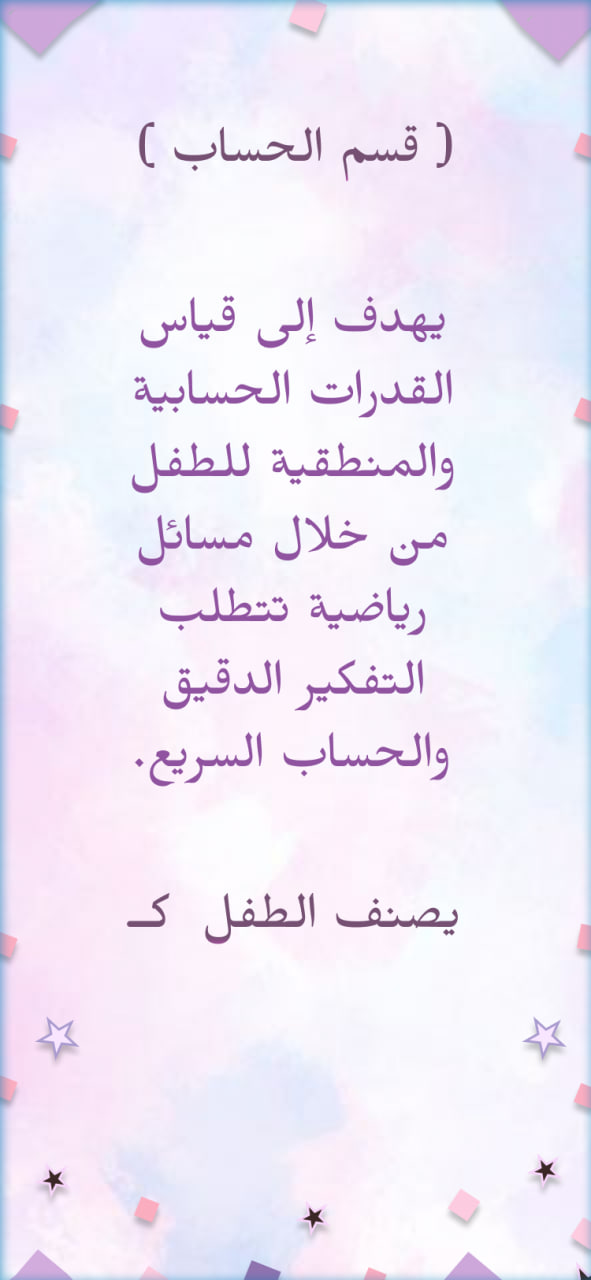 ( قسم الحساب )
يهدف إلى قياس
القدرات الحسابية
والمنطقية للطفل
من خلال مسائل
رياضية تتطلب
التفكير الدقيق
والحساب السريع.
يصنف الطفل كـ